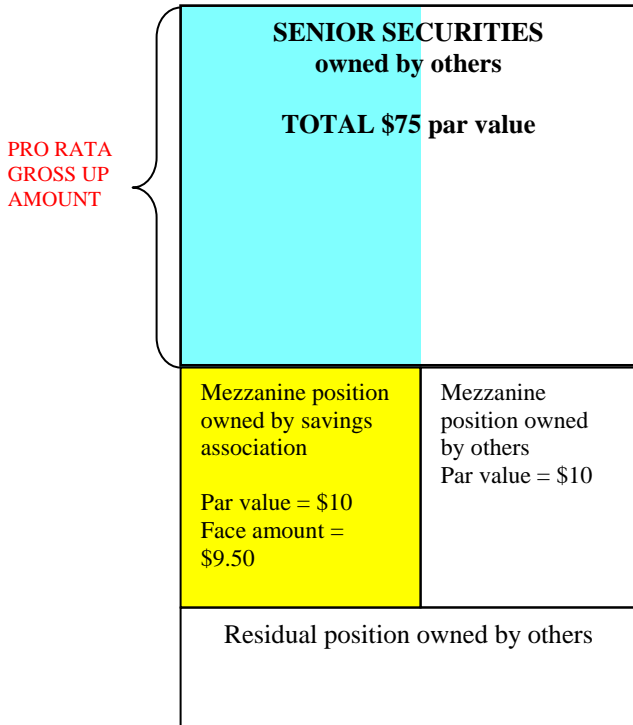 SENIOR SECURITIES
owned by others
TOTAL $75 par value
PRO RATA
GROSS UP
AMOUNT
Mezzanine position
owned by savings
association
Par value = $10
Face amount =
$9.50
Mezzanine
position owned
by others
Par value = $10
Residual position owned by others